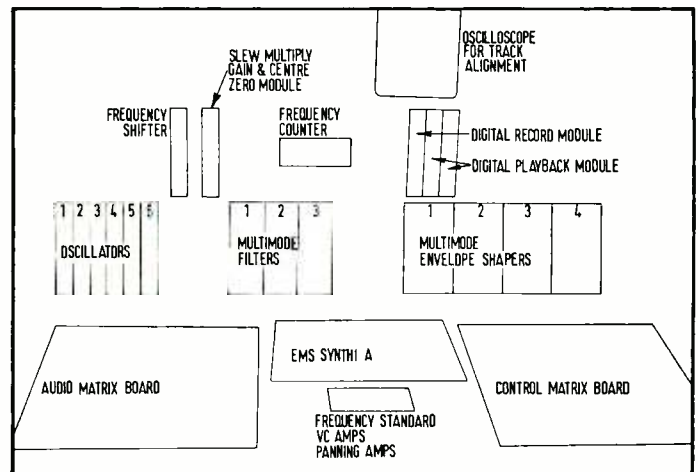 OSCILLOSCOPE
FOR TRACK
ALIGNMENT
SLEW MULTIPLY
GAIN & CENTRE
ZERO MODULE
FREQUENCY
SHIFTER
FREQUENCY
COUNTER
DIGITAL RECORD MODULE
DIGITAL PLAYBACK MODULE
1 2 3 4 5 6
OSCILLATORS
1 2 3
MULTIMODE
FILTERS
1 2 3 4
MULTIMODE
ENVELOPE SHAPERS
AUDIO MATRIX BOARD
EMS SYNTHI A
CONTROL MATRIX BOARD
FREQUENCY STANDARD
VC AMPS
PANNING AMPS